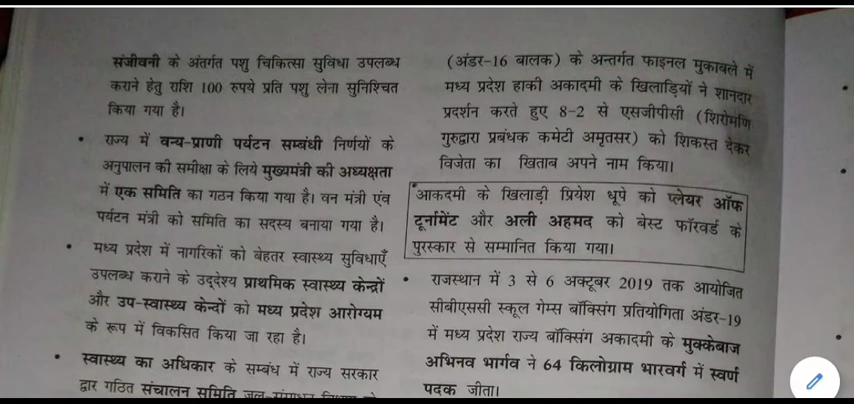 संजीवनी के अंतर्गत पशु चिकित्सा सुविधा उपलब्ध
कराने हेतु राशि 100 रुपये प्रति पशु लेना सुनिश्चित
किया गया है।
• राज्य में वन्य-प्राणी पर्यटन सम्बंधी निर्णयों के
अनुपालन की समीक्षा के लिये मुख्यमंत्री की अध्यक्षता
में एक समिति का गठन किया गया है। वन मंत्री एंव
पर्यटन मंत्री को समिति का सदस्य बनाया गया है।
• मध्य प्रदेश में नागरिकों को बेहतर स्वास्थ्य सुविधाएँ
उपलब्ध कराने के उद्देश्य प्राथमिक स्वास्थ्य केन्द्रों
और उप-स्वास्थ्य केन्दों को मध्य प्रदेश आरोग्यम
के रूप में विकसित किया जा रहा है।
• स्वास्थ्य का अधिकार के सम्बंध में राज्य सरकार
द्वार गठित संचालन समिति
(अंडर-16 बालक) के अन्तर्गत फाइनल मुकाबले में
मध्य प्रदेश हाकी अकादमी के खिलाड़ियों ने शानदार
प्रदर्शन करते हुए 8-2 से एसजीपीसी (शिरोमणि
गुरुद्वारा प्रबंधक कमेटी अमृतसर) को शिकस्त देकर
विजेता का खिताब अपने नाम किया।
आकदमी के खिलाड़ी प्रियेश धूपे को प्लेयर ऑफ
टूर्नामेंट और अली अहमद को बेस्ट फॉरवर्ड के
पुरस्कार से सम्मानित किया गया।
• राजस्थान में 3 से 6 अक्टूबर 2019 तक आयोजित
सीबीएससी स्कूल गेम्स बॉक्सिंग प्रतियोगिता अंडर-19
में मध्य प्रदेश राज्य बॉक्सिंग अकादमी के मुक्केबाज
अभिनव भार्गव ने 64 किलोग्राम भारवर्ग में स्वर्ण
पदक जीता।